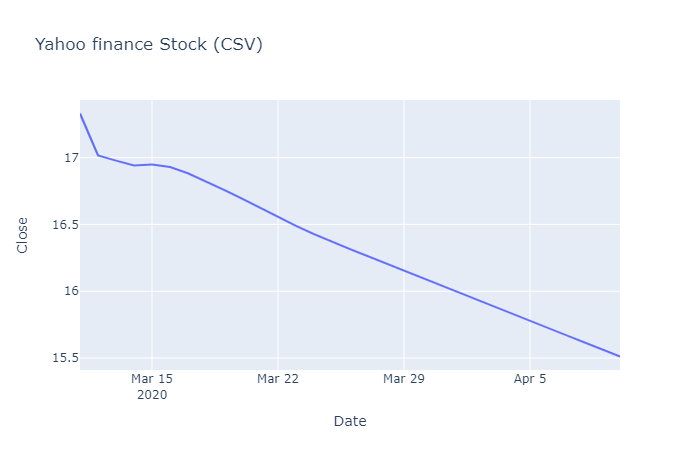 Yahoo finance Stock (CSV)
Close
17
16.5
16
15.5
Mar 15
2020
Mar 22
Mar 29
Apr 5
Date